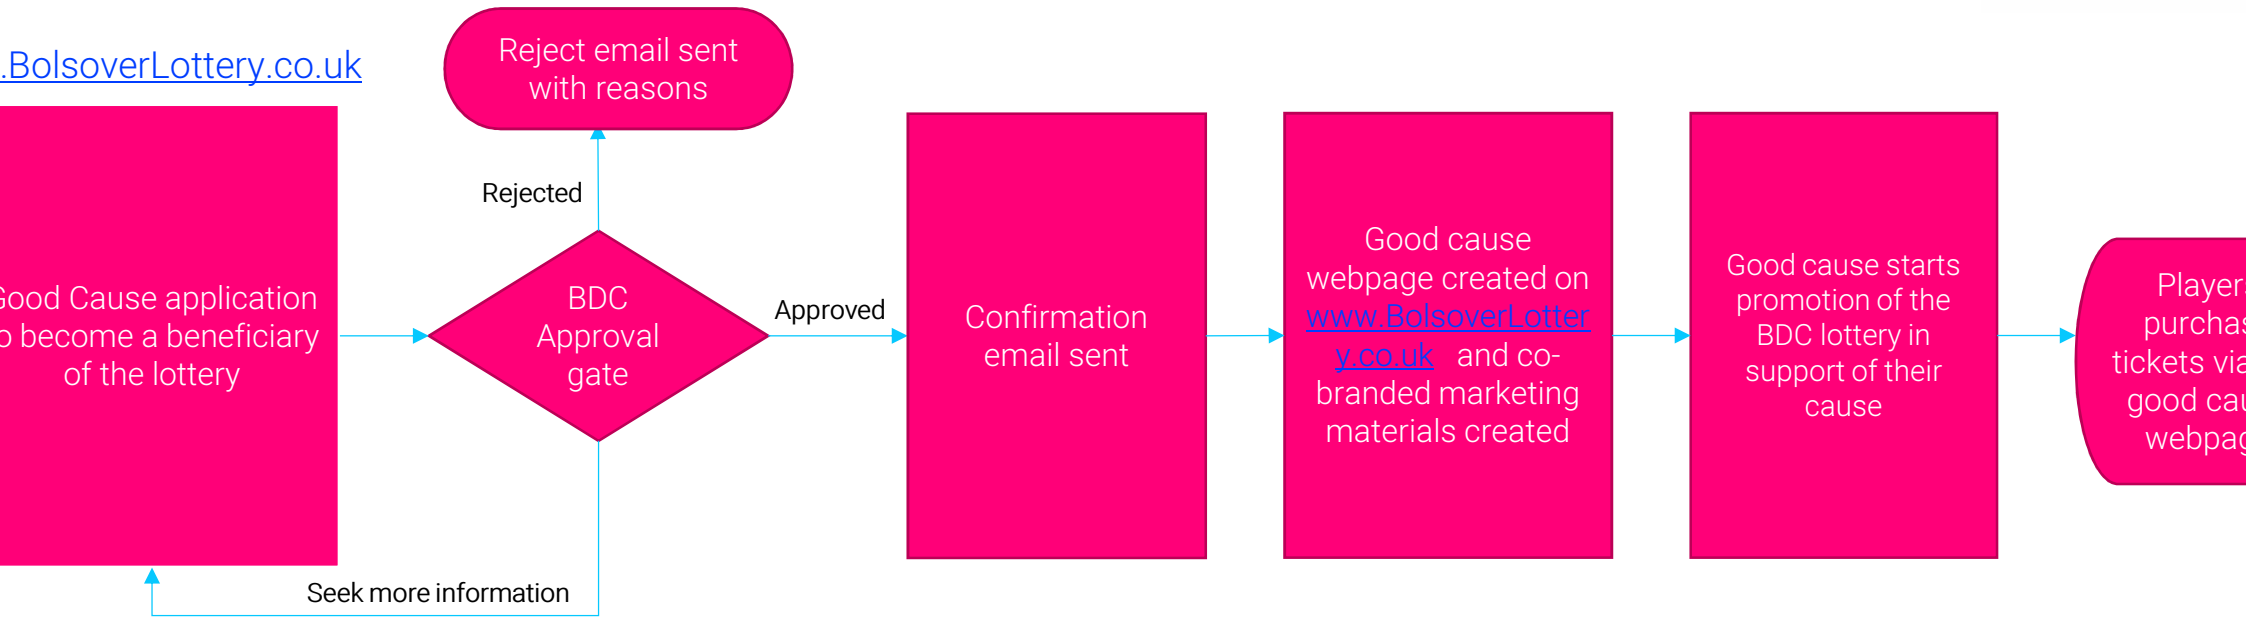 .BolsoverLottery.co.uk
Good Cause application
to become a beneficiary
of the lottery
Reject email sent
with reasons
Rejected
BDC
Approval
gate
Seek more information
Approved
Confirmation
email sent
Good cause
webpage created on
www.BolsoverLotter
y.co.uk and co-
branded marketing
materials created
Good cause starts
promotion of the
BDC lottery in
support of their
cause
Players
purchas
tickets via
good cau
webpag